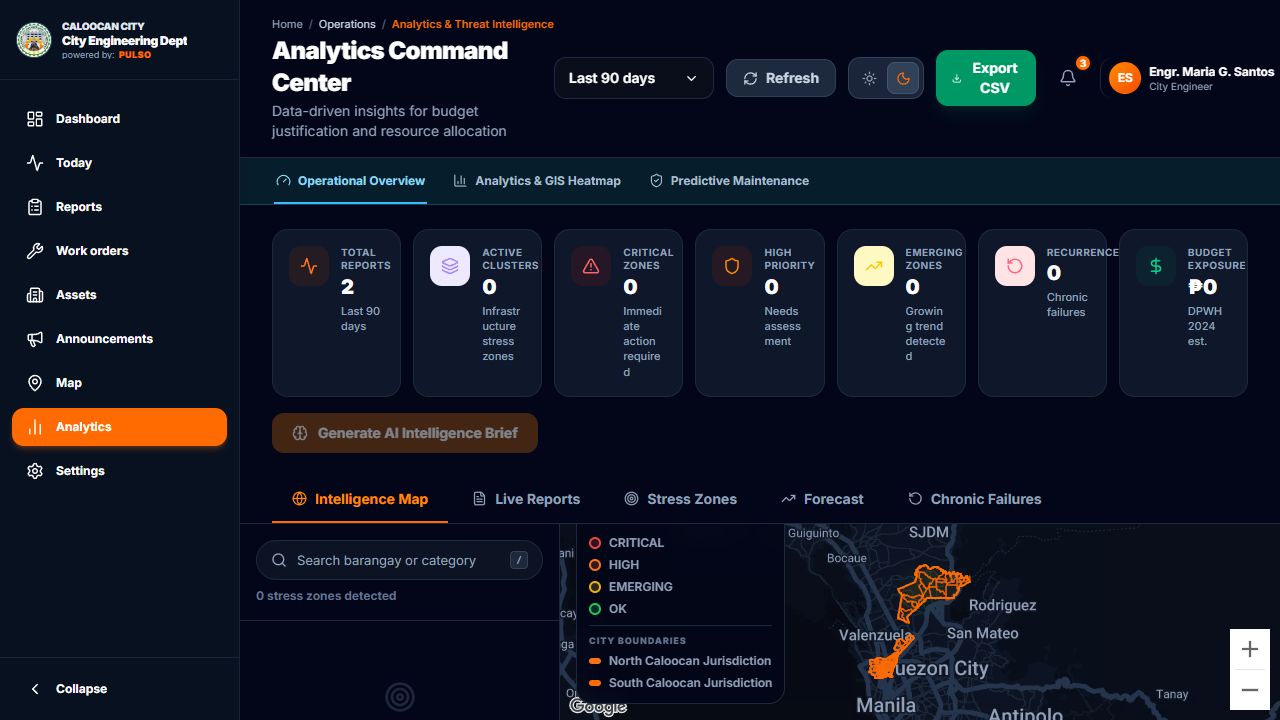 CALOOCAN CITY
City Engineering Dept
powered by: PULSO
Dashboard
Today
Reports
Work orders
Assets
Announcements
Map
Analytics
Settings
Collapse
Home / Operations / Analytics & Threat Intelligence
Analytics Command
Center
Data-driven insights for budget
justification and resource allocation
Last 90 days
Refresh
Export
CSV
3
ES
Engr. Maria G. Santos
City Engineer
Operational Overview
Analytics & GIS Heatmap
Predictive Maintenance
TOTAL
REPORTS
2
Last 90
days
ACTIVE
CLUSTERS
0
Infrastr
ucture
stress
zones
CRITICAL
ZONES
0
Immedi
ate
action
require
d
HIGH
PRIORITY
0
Needs
assess
ment
EMERGING
ZONES
0
Growin
g trend
detecte
d
RECURRENCE
0
Chronic
failures
BUDGET
EXPOSURE
₱0
DPWH
2024
est.
Generate AI Intelligence Brief
Intelligence Map
Live Reports
Stress Zones
Forecast
Chronic Failures
Search barangay or category
/
0 stress zones detected
CRITICAL
HIGH
EMERGING
OK
CITY BOUNDARIES
North Caloocan Jurisdiction
South Caloocan Jurisdiction
Google
Guiguinto
SJDM
Bocaue
Rodriguez
Valenzuela
San Mateo
uezon City
Manila
Antipolo
Tanay
+
−